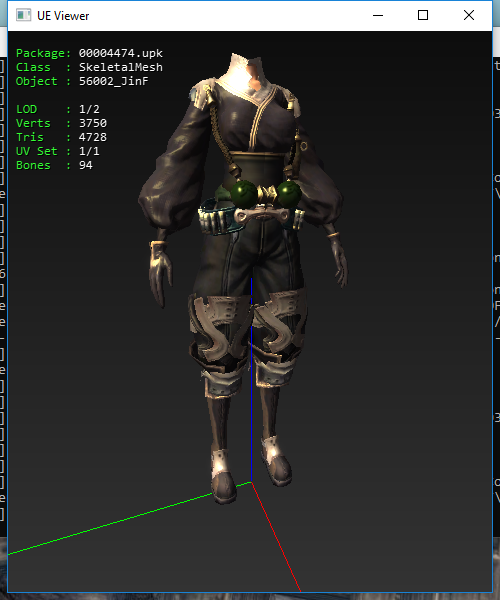 UE Viewer
Package: 00004474.upk
Class  : SkeletalMesh
Object : 56002_JinF
LOD    : 1/2
Verts  : 3750
Tris   : 4728
UV Set : 1/1
Bones  : 94